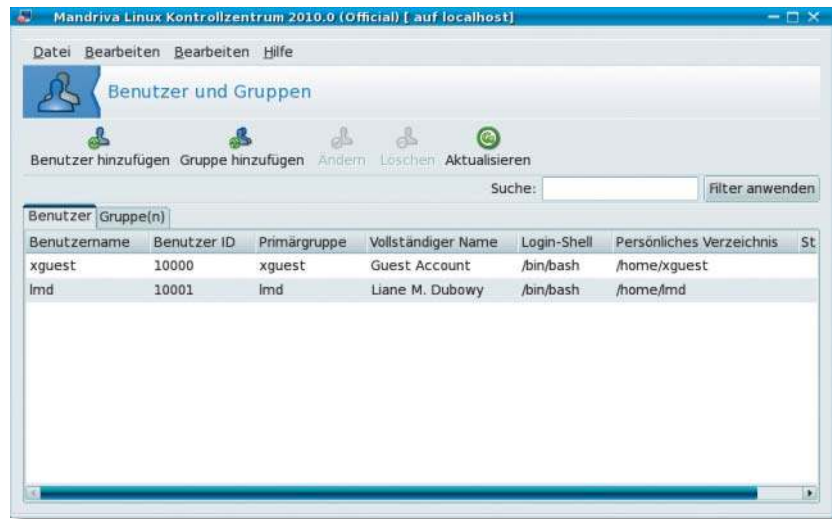 Mandriva Linux Kontrollzentrum 2010.0 (Official) [ auf localhost]
Datei Bearbeiten Bearbeiten Hilfe
Benutzer und Gruppen
Benutzer hinzufügen Gruppe hinzufügen Ändern Löschen Aktualisieren
Suche: Filter anwenden
Benutzer Gruppe(n)
Benutzername Benutzer ID Primärgruppe Vollständiger Name Login-Shell Persönliches Verzeichnis St
xguest 10000 xguest Guest Account /bin/bash /home/xguest
lmd 10001 lmd Liane M. Dubowy /bin/bash /home/lmd